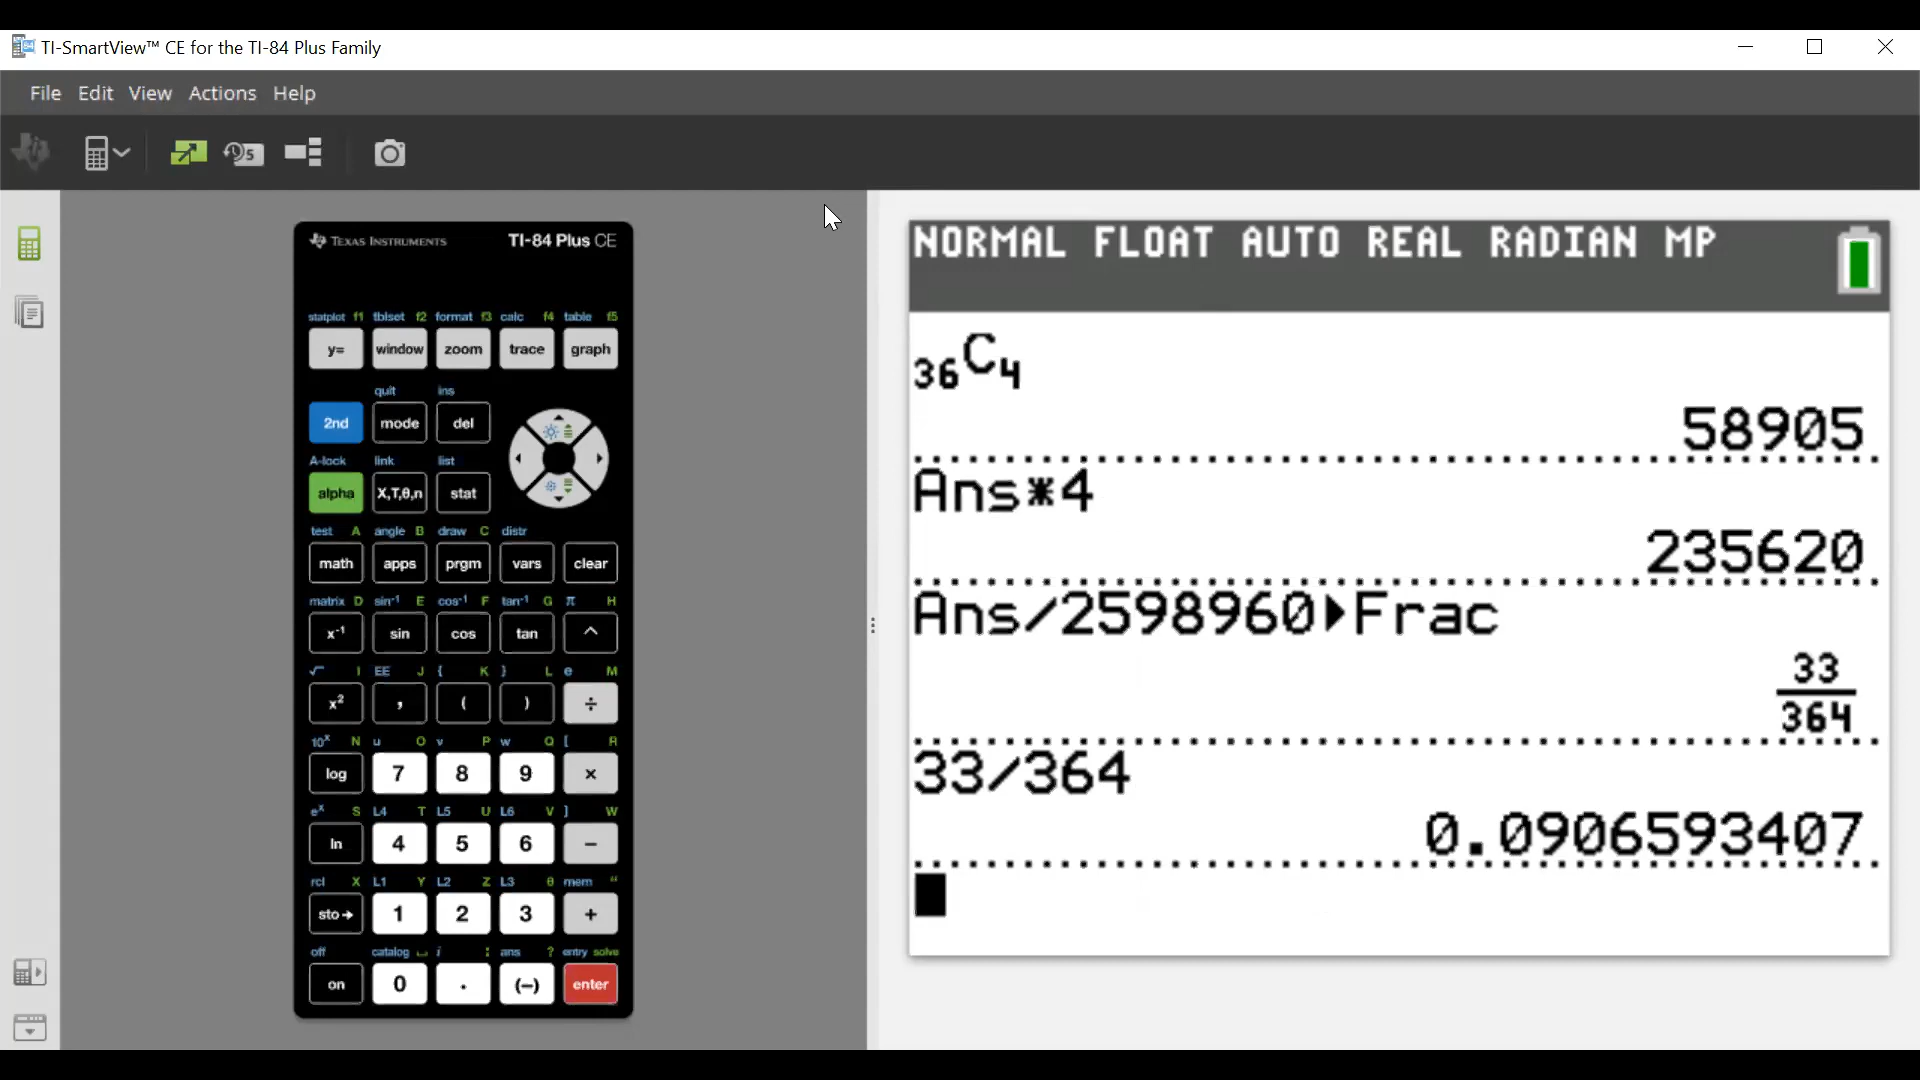 TI-SmartView™ CE for the TI-84 Plus Family
File Edit View Actions Help
5
TEXAS INSTRUMENTS TI-84 Plus CE
statplot f1 tblset f2 format f3 calc f4 table f5
y= window zoom trace graph
quit ins
2nd mode del
A-lock link list
alpha X,T,θ,n stat
test A angle B draw C distr
math apps prgm vars clear
matrix D sin⁻¹ E cos⁻¹ F tan⁻¹ G π H
x⁻¹ sin cos tan ^
√ I EE J { K } L e M
x² , ( ) ÷
10ˣ N u O v P w Q [ R
log 7 8 9 ×
eˣ S L4 T L5 U L6 V ] W
ln 4 5 6 −
rcl X L1 Y L2 Z L3 θ mem "
sto→ 1 2 3 +
off catalog ⎵ i : ans ? entry solve
on 0 . (−) enter
NORMAL FLOAT AUTO REAL RADIAN MP
₃₆C₄
58905
Ans*4
235620
Ans/2598960▶Frac
33
364
33/364
0.0906593407